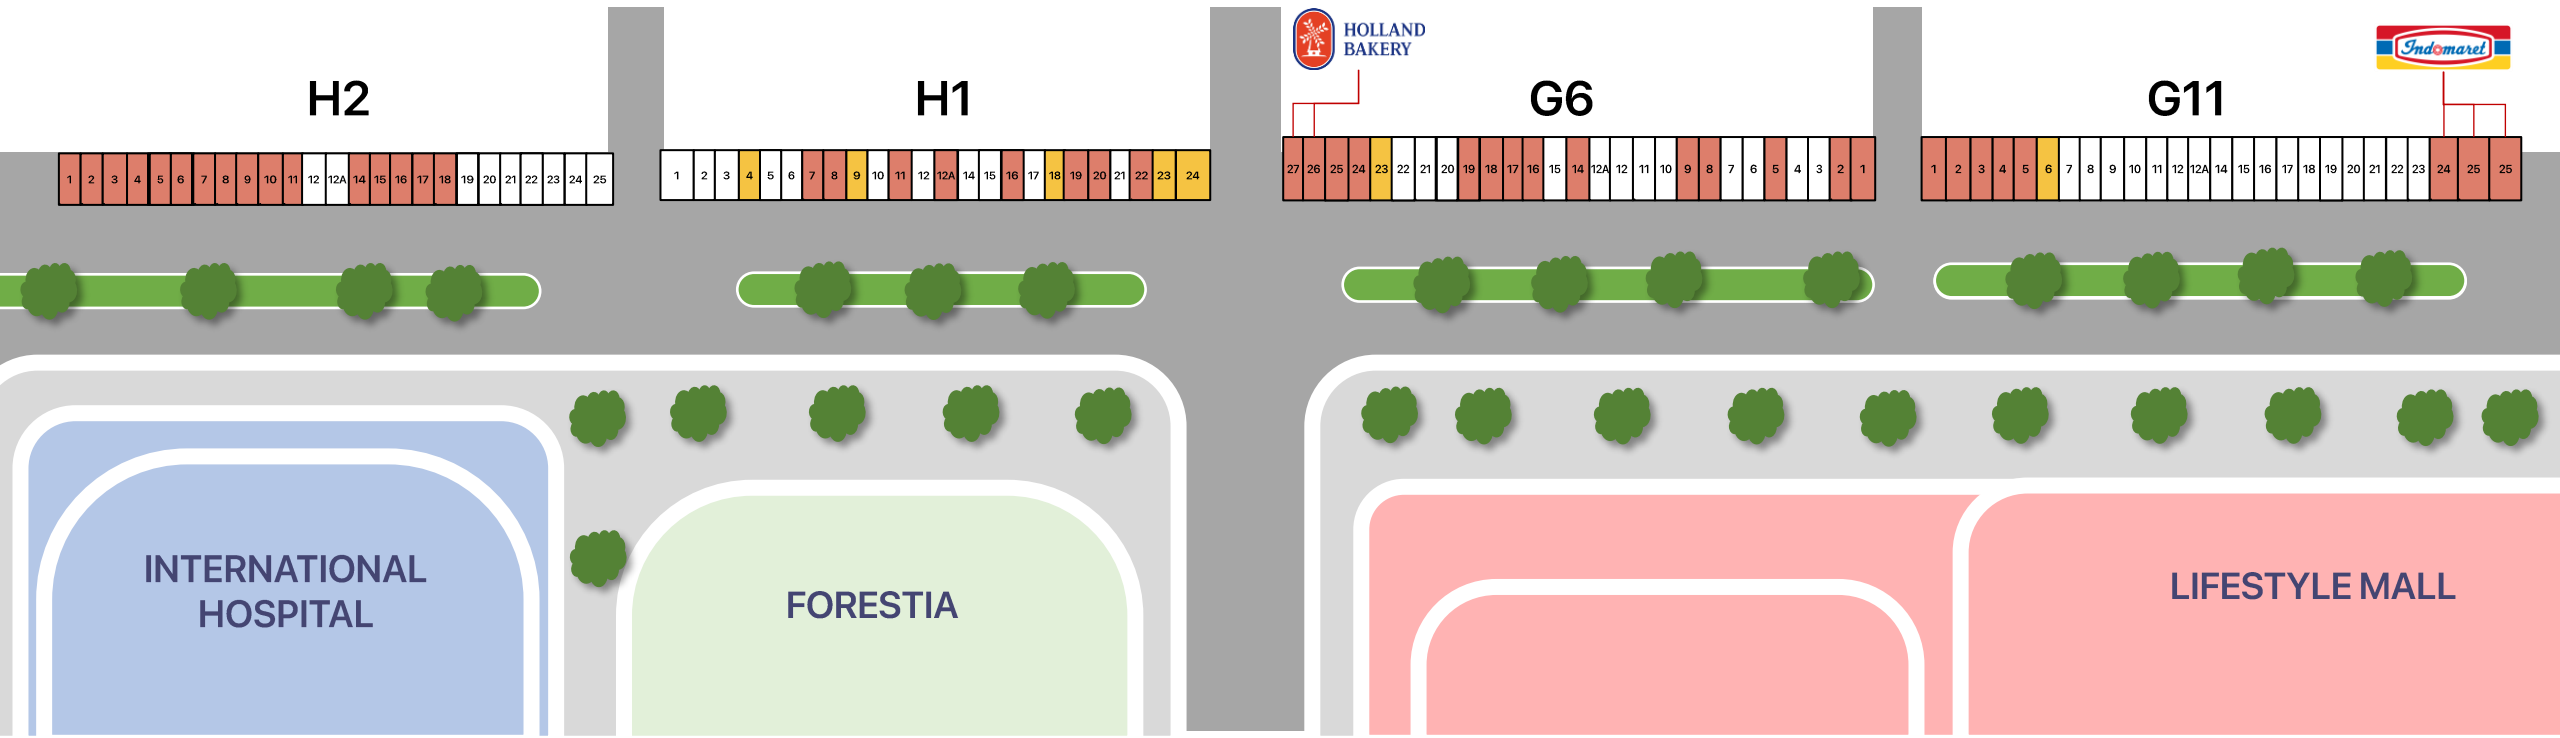 HOLLAND
BAKERY
Indomaret
H2
H1
G6
G11
1 2 3 4 5 6 7 8 9 10 11 12 12A 14 15 16 17 18 19 20 21 22 23 24 25
1 2 3 4 5 6 7 8 9 10 11 12 12A 14 15 16 17 18 19 20 21 22 23 24
27 26 25 24 23 22 21 20 19 18 17 16 15 14 12A 12 11 10 9 8 7 6 5 4 3 2 1
1 2 3 4 5 6 7 8 9 10 11 12 12A 14 15 16 17 18 19 20 21 22 23 24 25 25
INTERNATIONAL
HOSPITAL
FORESTIA
LIFESTYLE MALL